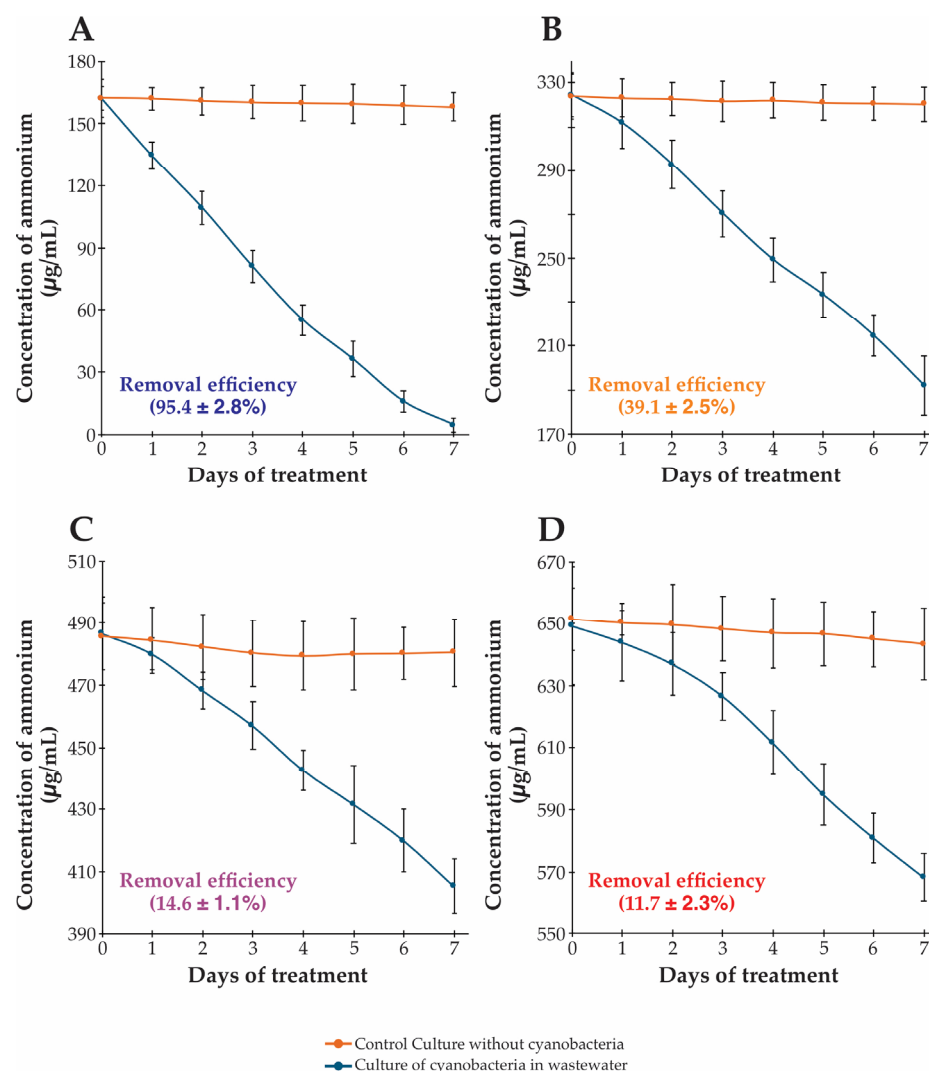 A
B
180
150
120
90
60
30
0
Concentration of ammonium
(µg/mL)
Removal efficiency
(95.4 ± 2.8%)
0 1 2 3 4 5 6 7
Days of treatment
330
290
250
210
170
Concentration of ammonium
(µg/mL)
Removal efficiency
(39.1 ± 2.5%)
0 1 2 3 4 5 6 7
Days of treatment
C
D
510
490
470
450
430
410
390
Concentration of ammonium
(µg/mL)
Removal efficiency
(14.6 ± 1.1%)
0 1 2 3 4 5 6 7
Days of treatment
670
650
630
610
590
570
550
Concentration of ammonium
(µg/mL)
Removal efficiency
(11.7 ± 2.3%)
0 1 2 3 4 5 6 7
Days of treatment
Control Culture without cyanobacteria
Culture of cyanobacteria in wastewater